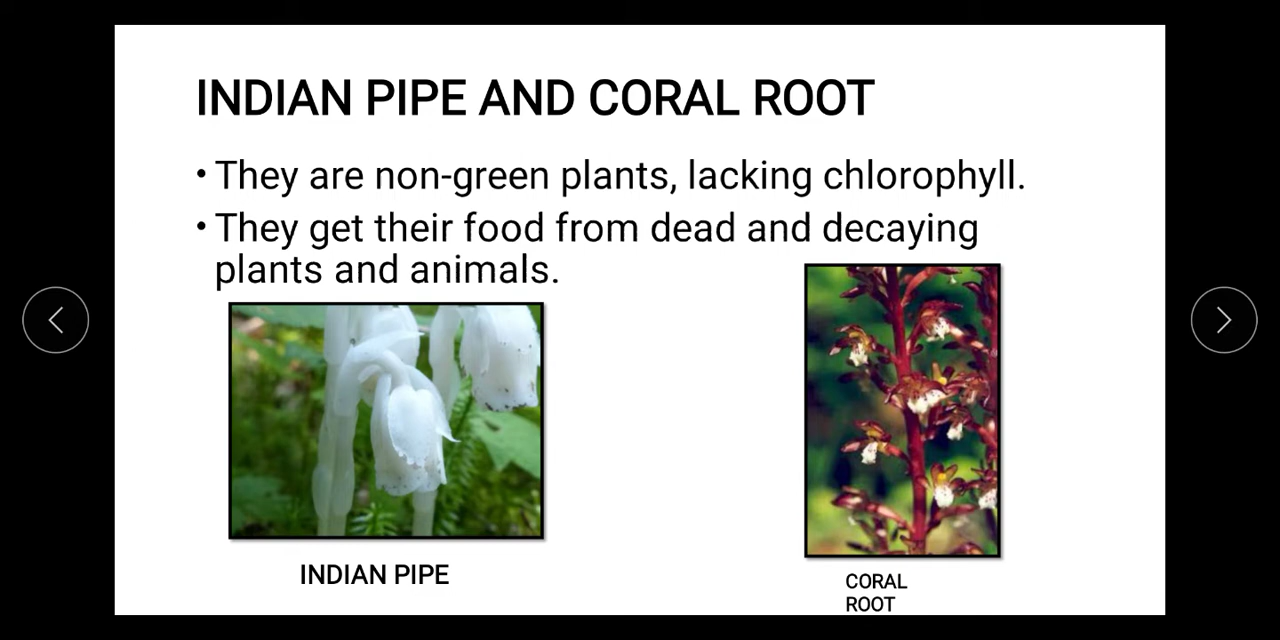 INDIAN PIPE AND CORAL ROOT
• They are non-green plants, lacking chlorophyll.
• They get their food from dead and decaying
plants and animals.
INDIAN PIPE
CORAL
ROOT